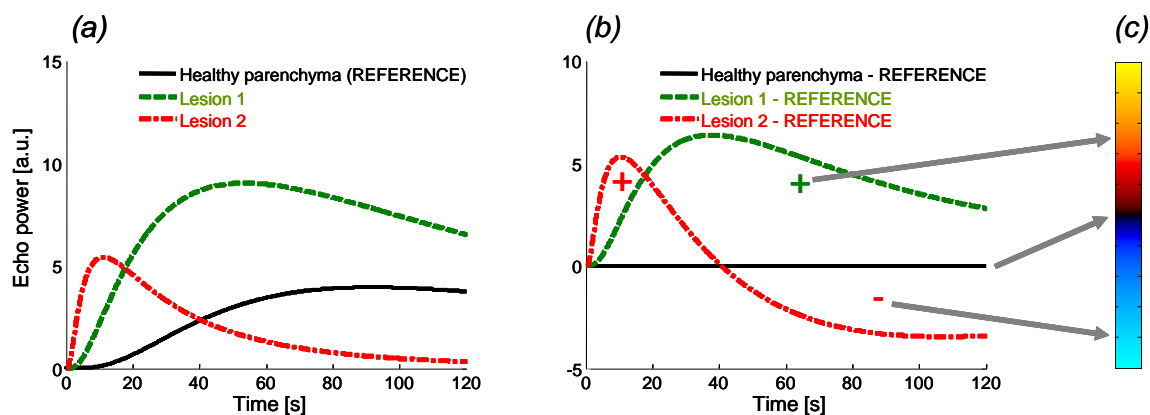 (a)
Echo power [a.u.]
15
10
5
0
Healthy parenchyma (REFERENCE)
Lesion 1
Lesion 2
0 20 40 60 80 100 120
Time [s]
(b)
10
5
0
-5
Healthy parenchyma - REFERENCE
Lesion 1 - REFERENCE
Lesion 2 - REFERENCE
+
+
-
0 20 40 60 80 100 120
Time [s]
(c)